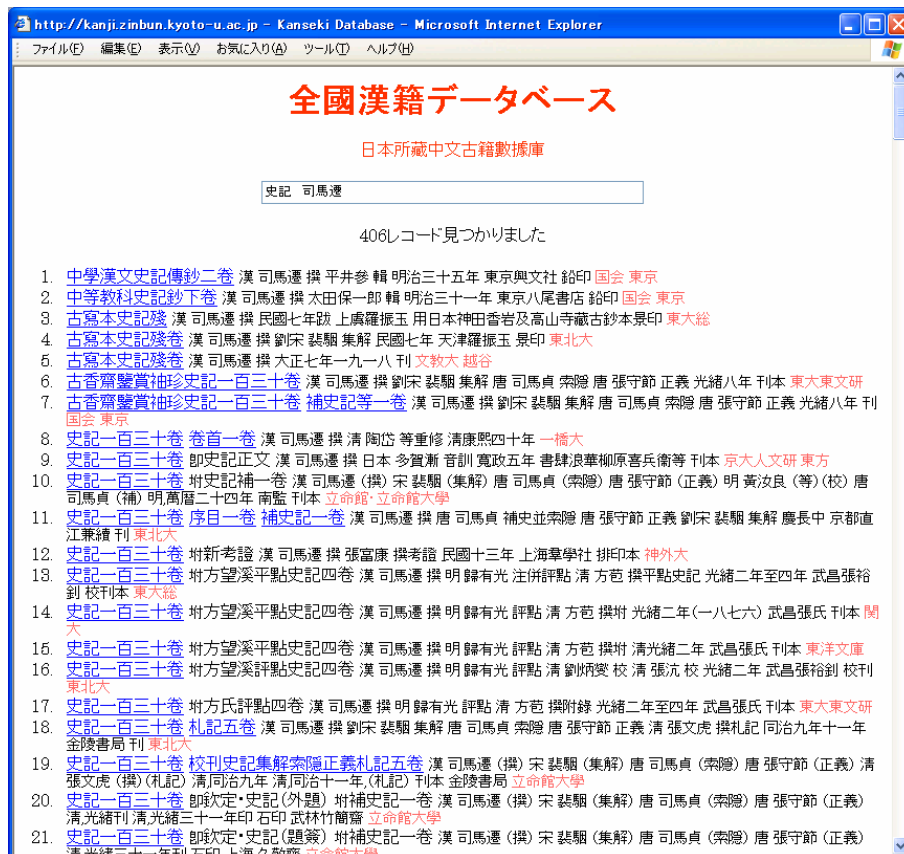 http://kanji.zinbun.kyoto-u.ac.jp - Kanseki Database - Microsoft Internet Explorer
ファイル(F) 編集(E) 表示(V) お気に入り(A) ツール(T) ヘルプ(H)
全國漢籍データベース
日本所藏中文古籍數據庫
史記 司馬遷
406レコード見つかりました
1. 中學漢文史記傳鈔二卷 漢 司馬遷 撰 平井參 輯 明治三十五年 東京興文社 鉛印 国会 東京
2. 中等教科史記鈔下卷 漢 司馬遷 撰 太田保一郎 輯 明治三十一年 東京八尾書店 鉛印 国会 東京
3. 古寫本史記殘 漢 司馬遷 撰 民國七年跋 上虞羅振玉 用日本神田香岩及高山寺藏古鈔本景印 東大総
4. 古寫本史記殘卷 漢 司馬遷 撰 劉宋 裴駰 集解 民國七年 天津羅振玉 景印 東北大
5. 古寫本史記殘卷 漢 司馬遷 撰 大正七年一九一八 刊 文教大 越谷
6. 古香齋鑒賞袖珍史記一百三十卷 漢 司馬遷 撰 劉宋 裴駰 集解 唐 司馬貞 索隱 唐 張守節 正義 光緒八年 刊本 東大東文研
7. 古香齋鑒賞袖珍史記一百三十卷 補史記等一卷 漢 司馬遷 撰 劉宋 裴駰 集解 唐 司馬貞 索隱 唐 張守節 正義 光緒八年 刊
国会 東京
8. 史記一百三十卷 卷首一卷 漢 司馬遷 撰 清 陶岱 等重修 清康熙四十年 一橋大
9. 史記一百三十卷 卽史記正文 漢 司馬遷 撰 日本 多賀漸 音訓 寬政五年 書肆浪華柳原喜兵衞等 刊本 京大人文研 東方
10. 史記一百三十卷 坿史記補一卷 漢 司馬遷 (撰) 宋 裴駰 (集解) 唐 司馬貞 (索隱) 唐 張守節 (正義) 明 黃汝良 (等) (校) 唐
司馬貞 (補) 明,萬曆二十四年 南監 刊本 立命館・立命館大學
11. 史記一百三十卷 序目一卷 補史記一卷 漢 司馬遷 撰 唐 司馬貞 補史並索隱 唐 張守節 正義 劉宋 裴駰 集解 慶長中 京都直
江兼續 刊 東北大
12. 史記一百三十卷 坿新考證 漢 司馬遷 撰 張富康 撰考證 民國十三年 上海羣學社 排印本 神外大
13. 史記一百三十卷 坿方望溪平點史記四卷 漢 司馬遷 撰 明 歸有光 注併評點 清 方苞 撰平點史記 光緒二年至四年 武昌張裕
釗 校刊本 東大総
14. 史記一百三十卷 坿方望溪平點史記四卷 漢 司馬遷 撰 明 歸有光 評點 清 方苞 撰坿 光緒二年(一八七六) 武昌張氏 刊本 関
大
15. 史記一百三十卷 坿方望溪平點史記四卷 漢 司馬遷 撰 明 歸有光 評點 清 方苞 撰坿 清光緒二年 武昌張氏 刊本 東洋文庫
16. 史記一百三十卷 坿方望溪評點史記四卷 漢 司馬遷 撰 明 歸有光 評點 清 劉炳燮 校 清 張沆 校 光緒二年 武昌張裕釗 校刊
東北大
17. 史記一百三十卷 坿方氏評點四卷 漢 司馬遷 撰 明 歸有光 評點 清 方苞 撰附錄 光緒二年至四年 武昌張氏 刊本 東大東文研
18. 史記一百三十卷 札記五卷 漢 司馬遷 撰 劉宋 裴駰 集解 唐 司馬貞 索隱 唐 張守節 正義 清 張文虎 撰札記 同治九年十一年
金陵書局 刊 東北大
19. 史記一百三十卷 校刊史記集解索隱正義札記五卷 漢 司馬遷 (撰) 宋 裴駰 (集解) 唐 司馬貞 (索隱) 唐 張守節 (正義) 清
張文虎 (撰) (札記) 清,同治九年 清,同治十一年,(札記) 刊本 金陵書局 立命館大學
20. 史記一百三十卷 卽欽定・史記(外題) 坿補史記一卷 漢 司馬遷 (撰) 宋 裴駰 (集解) 唐 司馬貞 (索隱) 唐 張守節 (正義)
清,光緒刊 清,光緒三十一年印 石印 武林竹簡齋 立命館大學
21. 史記一百三十卷 卽欽定・史記(題簽) 坿補史記一卷 漢 司馬遷 (撰) 宋 裴駰 (集解) 唐 司馬貞 (索隱) 唐 張守節 (正義)
清,光緒三十一年刊 石印 上海久敬齋 立命館大學